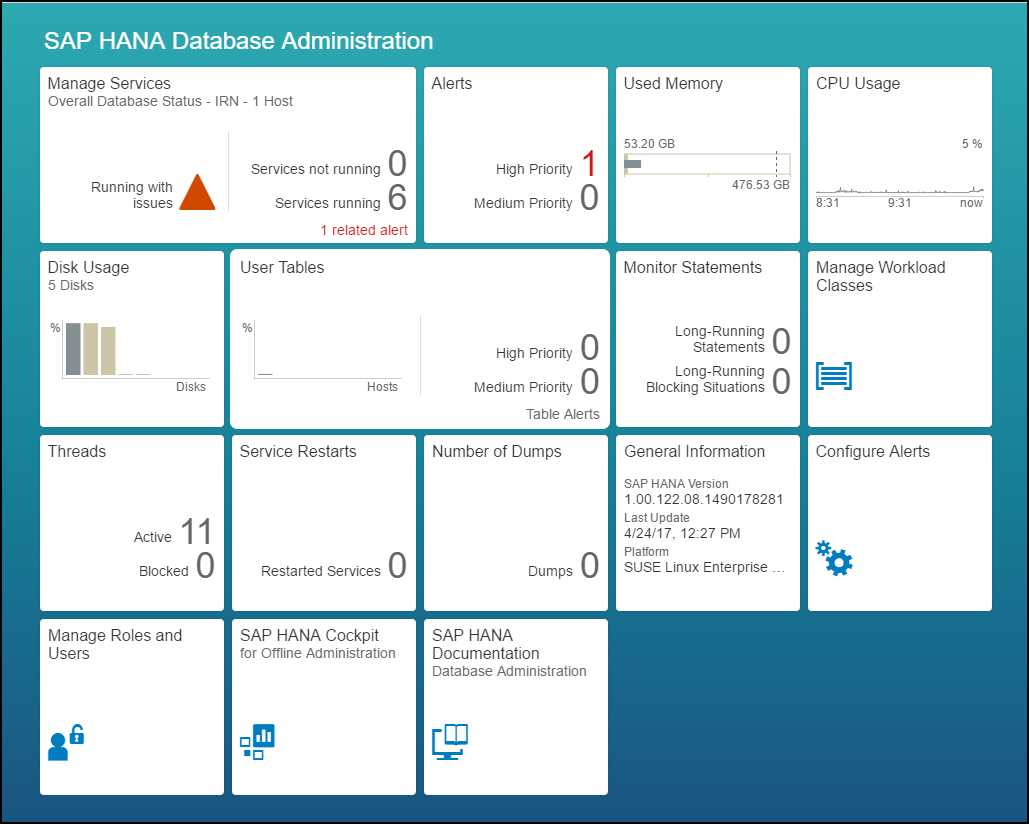 SAP HANA Database Administration
Manage Services
Overall Database Status - IRN - 1 Host
Running with
issues
Services not running 0
Services running 6
1 related alert
Alerts
High Priority 1
Medium Priority 0
Used Memory
53.20 GB
476.53 GB
CPU Usage
5 %
8:31 9:31 now
Disk Usage
5 Disks
%
Disks
User Tables
%
Hosts
High Priority 0
Medium Priority 0
Table Alerts
Monitor Statements
Long-Running
Statements 0
Long-Running
Blocking Situations 0
Manage Workload
Classes
Threads
Active 11
Blocked 0
Service Restarts
Restarted Services 0
Number of Dumps
Dumps 0
General Information
SAP HANA Version
1.00.122.08.1490178281
Last Update
4/24/17, 12:27 PM
Platform
SUSE Linux Enterprise ...
Configure Alerts
Manage Roles and
Users
SAP HANA Cockpit
for Offline Administration
SAP HANA
Documentation
Database Administration